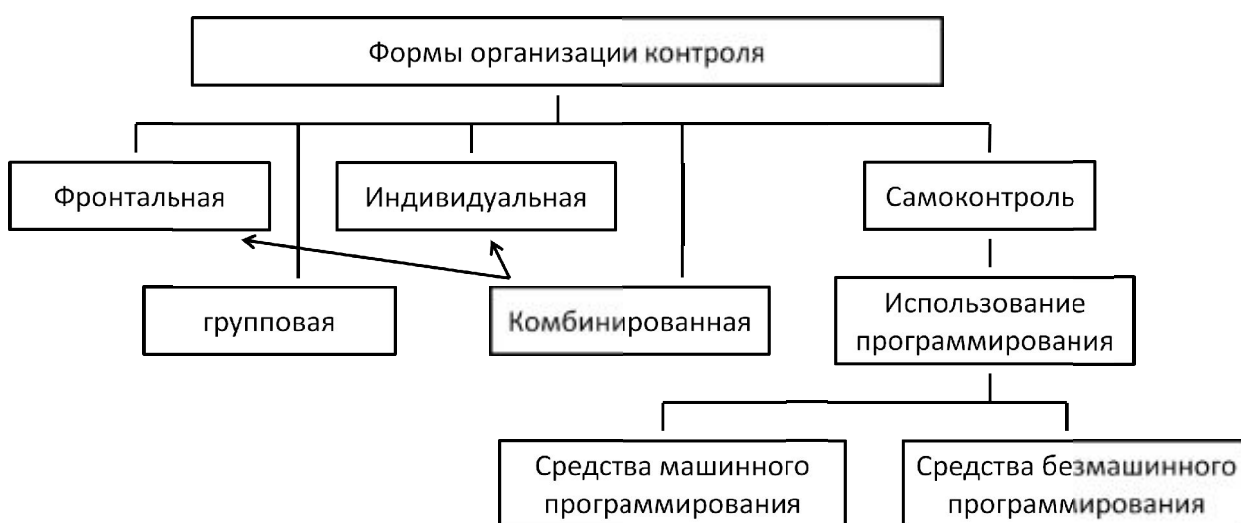 Формы организации контроля
Фронтальная
Индивидуальная
Самоконтроль
групповая
Комбинированная
Использование
программирования
Средства машинного
программирования
Средства безмашинного
программирования